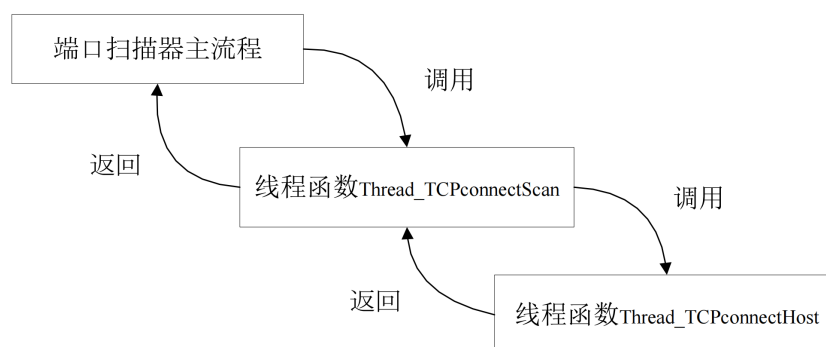 端口扫描器主流程
调用
返回
线程函数Thread_TCPconnectScan
调用
返回
线程函数Thread_TCPconnectHost